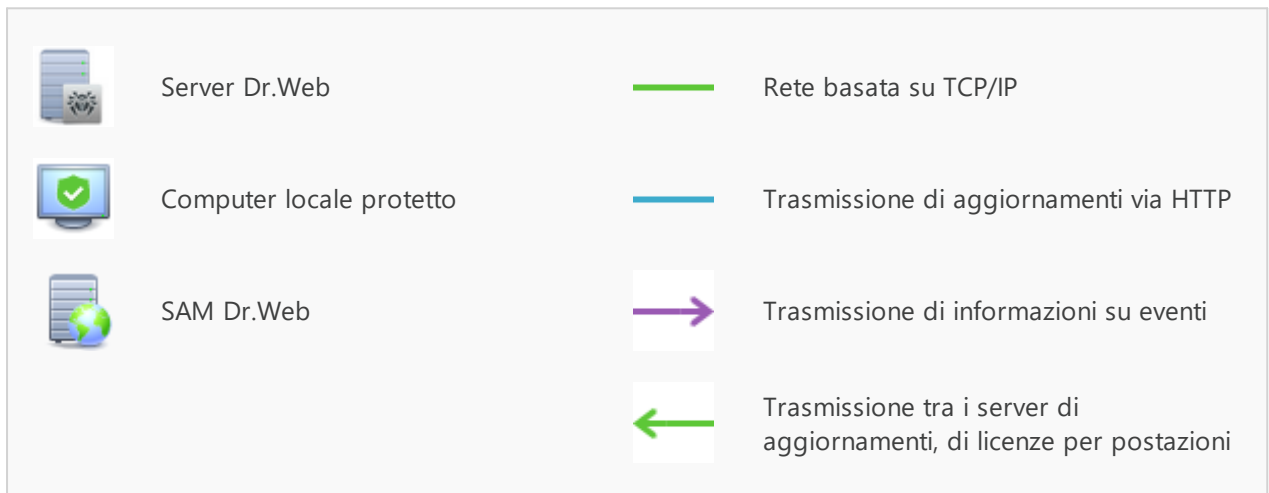 Server Dr.Web
Rete basata su TCP/IP
Computer locale protetto
Trasmissione di aggiornamenti via HTTP
SAM Dr.Web
Trasmissione di informazioni su eventi
Trasmissione tra i server di
aggiornamenti, di licenze per postazioni